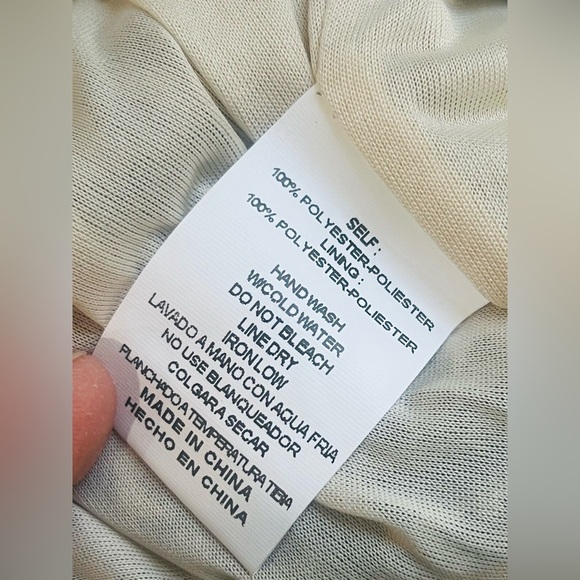 SELF :
100% POLYESTER-POLIESTER
LINING :
100% POLYESTER-POLIESTER
HAND WASH
W/COLD WATER
DO NOT BLEACH
LINE DRY
IRON LOW
LAVADO A MANO CON AQUA FRIA
NO USE BLANQUEADOR
COLGAR A SECAR
PLANCHADO A TEMPERATURA TIBIA
MADE IN CHINA
HECHO EN CHINA